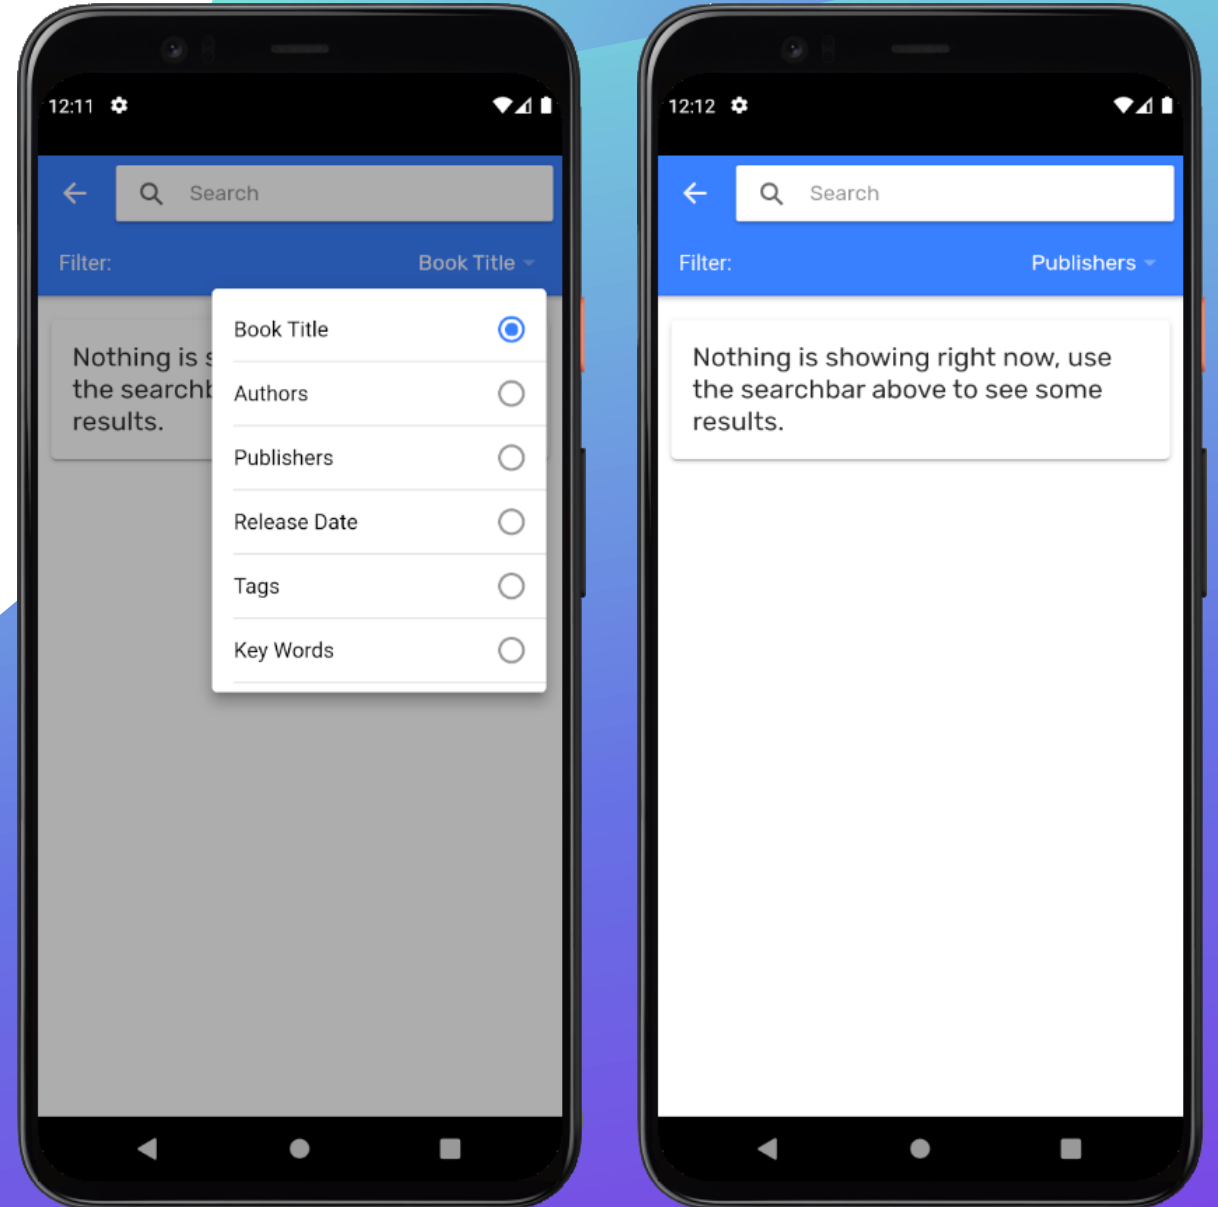 12:11
Search
Filter:
Book Title
Book Title
Authors
Publishers
Release Date
Tags
Key Words
Nothing is
the
results.
12:12
Search
Filter:
Publishers
Nothing is showing right now, use
the searchbar above to see some
results.